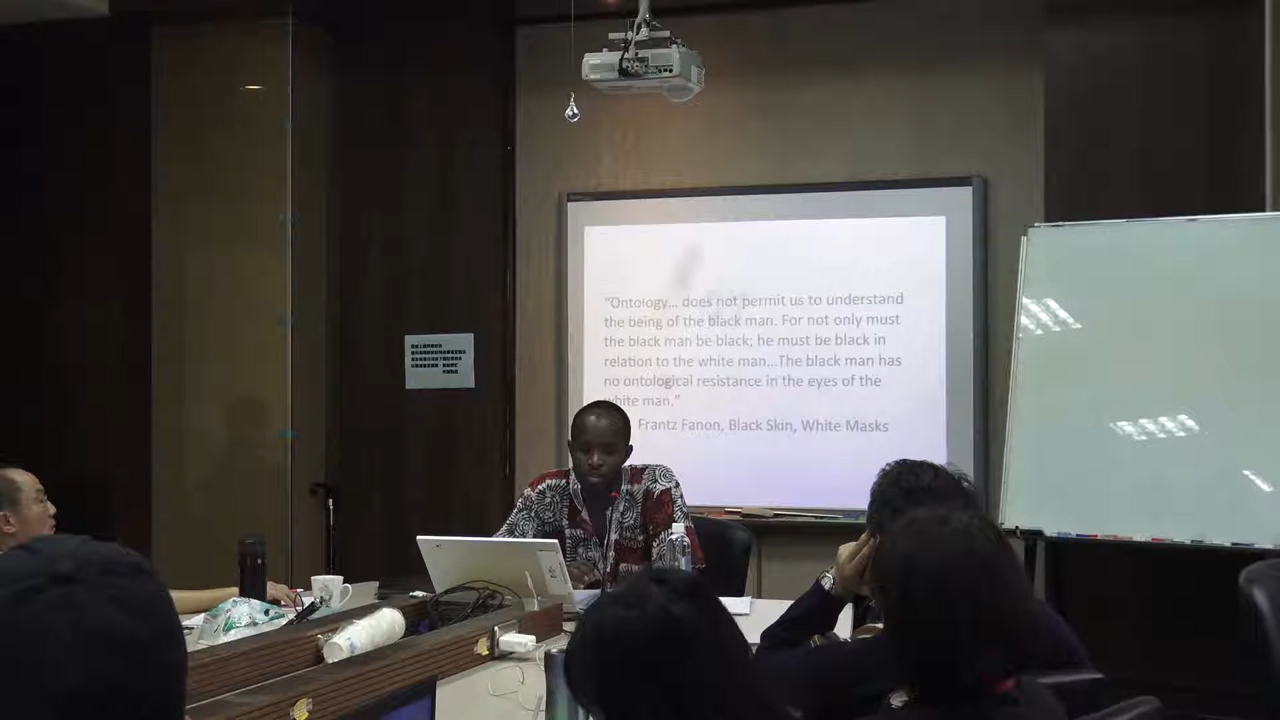 "Ontology... does not permit us to understand
the being of the black man. For not only must
the black man be black; he must be black in
relation to the white man...The black man has
no ontological resistance in the eyes of the
white man."
Frantz Fanon, Black Skin, White Masks